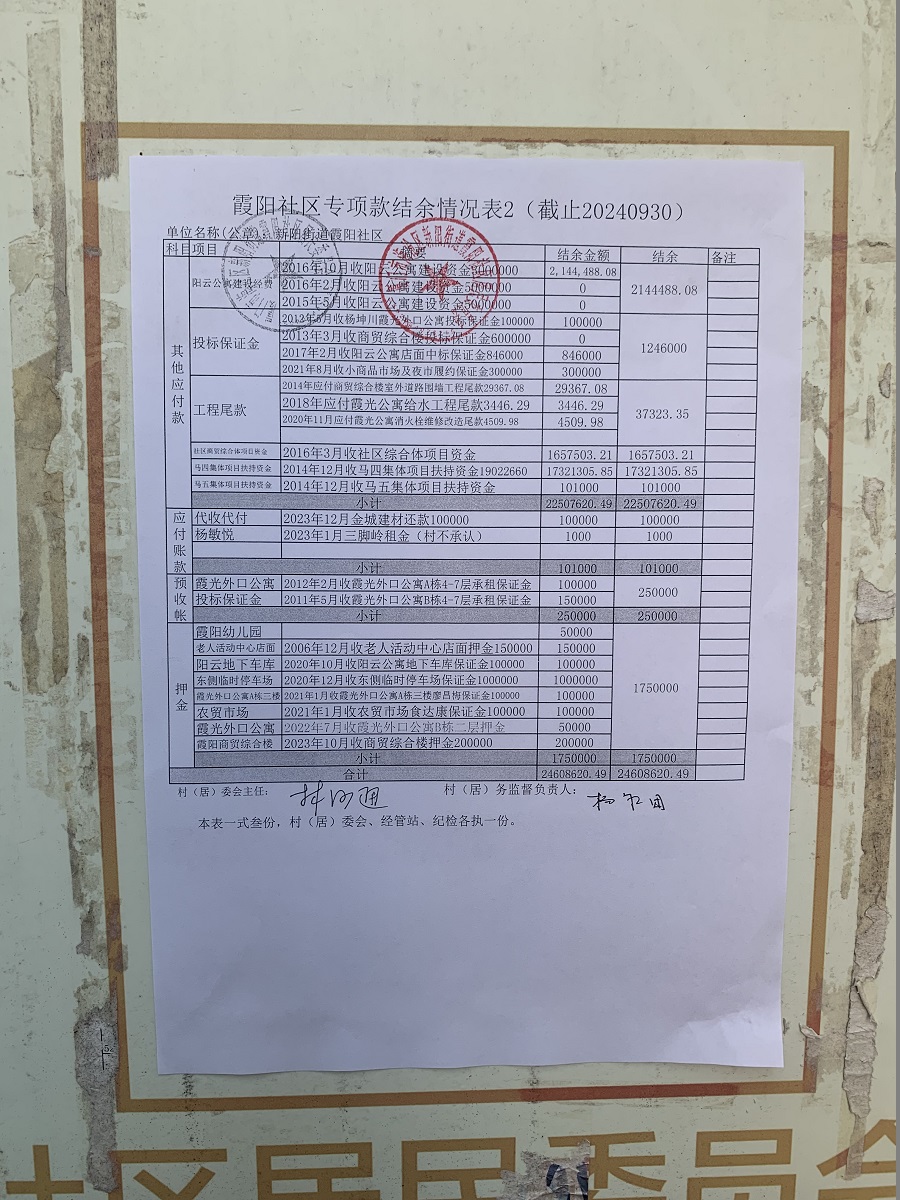 霞阳社区专项款结余情况表2（截止20240930）
单位名称(公章)：新阳街道霞阳社区
科目项目 摘要 结余金额 结余 备注
其他应付款
阳云公寓建设经费 2016年10月收阳云公寓建设资金3000000 2,144,488.08 2144488.08
2016年2月收阳云公寓建设资金5000000 0
2015年5月收阳云公寓建设资金5000000 0
投标保证金 2012年5月收杨坤川霞光外口公寓投标保证金100000 100000 1246000
2013年3月收商贸综合楼投标保证金600000 0
2017年2月收阳云公寓店面中标保证金846000 846000
2021年8月收小商品市场及夜市履约保证金300000 300000
工程尾款 2014年应付商贸综合楼室外道路围墙工程尾款29367.08 29367.08 37323.35
2018年应付霞光公寓给水工程尾款3446.29 3446.29
2020年11月应付霞光公寓消火栓维修改造尾款4509.98 4509.98
社区商贸综合体项目资金 2016年3月收社区综合体项目资金 1657503.21 1657503.21
马四集体项目扶持资金 2014年12月收马四集体项目扶持资金19022660 17321305.85 17321305.85
马五集体项目扶持资金 2014年12月收马五集体项目扶持资金 101000 101000
小计 22507620.49 22507620.49
应付账款
代收代付 2023年12月金城建材还款100000 100000 100000
杨敏悦 2023年1月三脚岭租金（村不承认） 1000 1000
小计 101000 101000
预收帐
霞光外口公寓 2012年2月收霞光外口公寓A栋4-7层承租保证金 100000 250000
投标保证金 2011年5月收霞光外口公寓B栋4-7层承租保证金 150000
小计 250000 250000
押金
霞阳幼儿园 50000 1750000
老人活动中心店面 2006年12月收老人活动中心店面押金150000 150000
阳云地下车库 2020年10月收阳云公寓地下车库保证金100000 100000
东侧临时停车场 2020年12月收东侧临时停车场保证金1000000 1000000
霞光外口公寓A栋三楼 2021年1月收霞光外口公寓A栋三楼廖昌梅保证金100000 100000
农贸市场 2021年1月收农贸市场食达康保证金100000 100000
霞光外口公寓 2022年7月收霞光外口公寓B栋二层押金 50000
霞阳商贸综合楼 2023年10月收商贸综合楼押金200000 200000
小计 1750000 1750000
合计 24608620.49 24608620.49
村（居）委会主任： 村（居）务监督负责人：
本表一式叁份，村（居）委会、经管站、纪检各执一份。
社区居民委员会